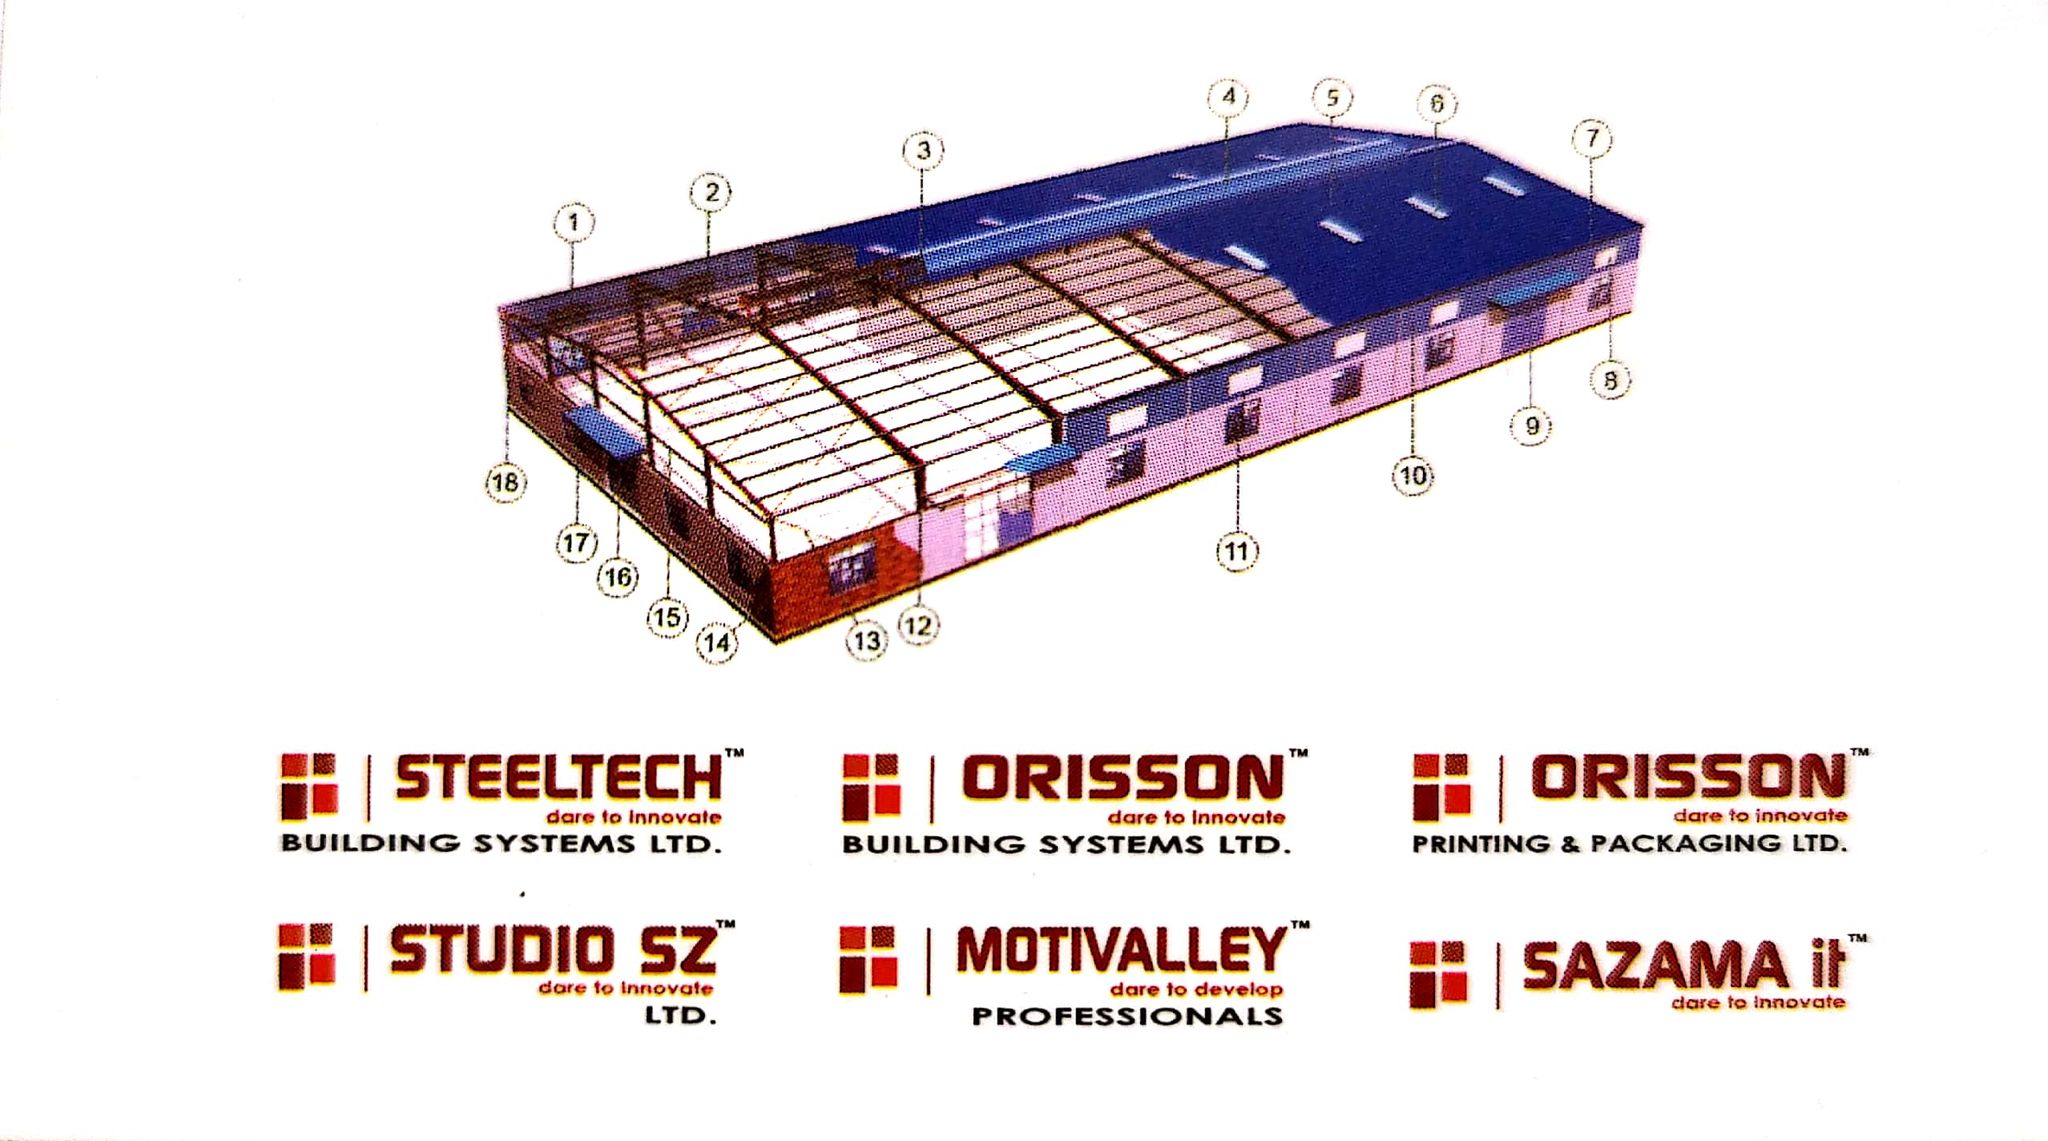 1
2
3
4
5
6
7
8
9
10
11
12
13
14
15
16
17
18
STEELTECH™
dare to Innovate
BUILDING SYSTEMS LTD.
ORISSON™
dare to Innovate
BUILDING SYSTEMS LTD.
ORISSON™
dare to innovate
PRINTING & PACKAGING LTD.
STUDIO SZ™
dare to Innovate
LTD.
MOTIVALLEY™
dare to develop
PROFESSIONALS
SAZAMA it™
dare to Innovate